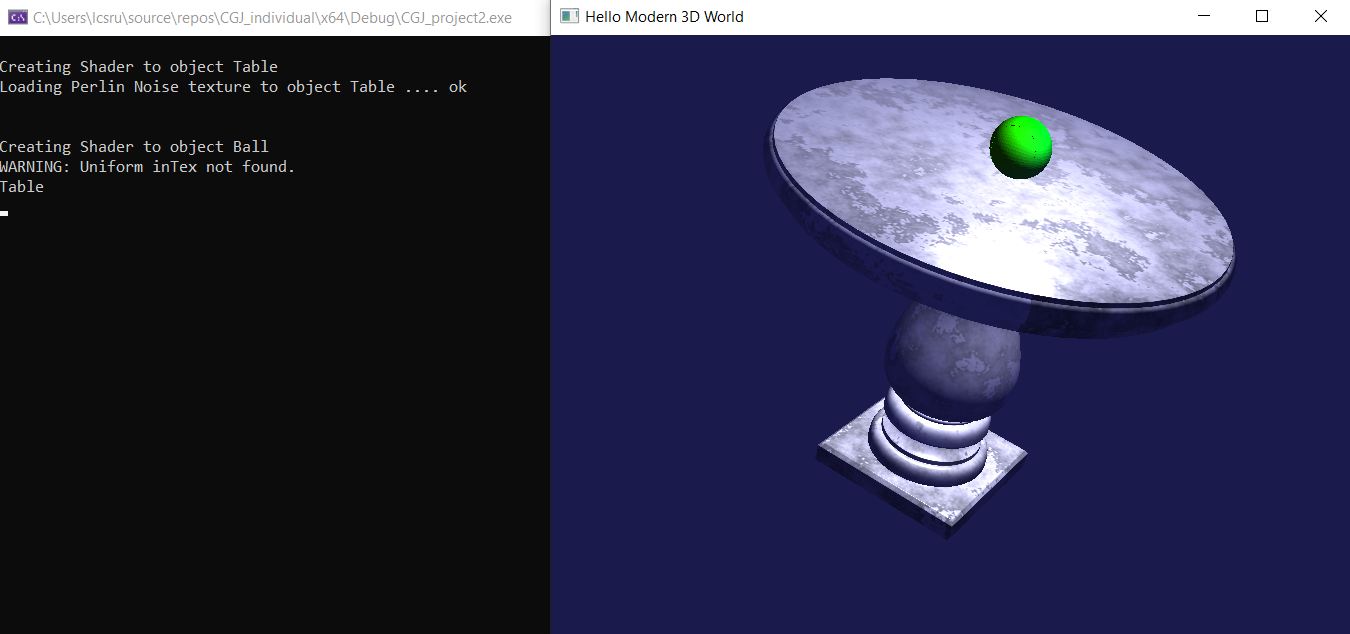 C:\Users\lcsru\source\repos\CGJ_individual\x64\Debug\CGJ_project2.exe
Hello Modern 3D World
Creating Shader to object Table
Loading Perlin Noise texture to object Table .... ok
Creating Shader to object Ball
WARNING: Uniform inTex not found.
Table